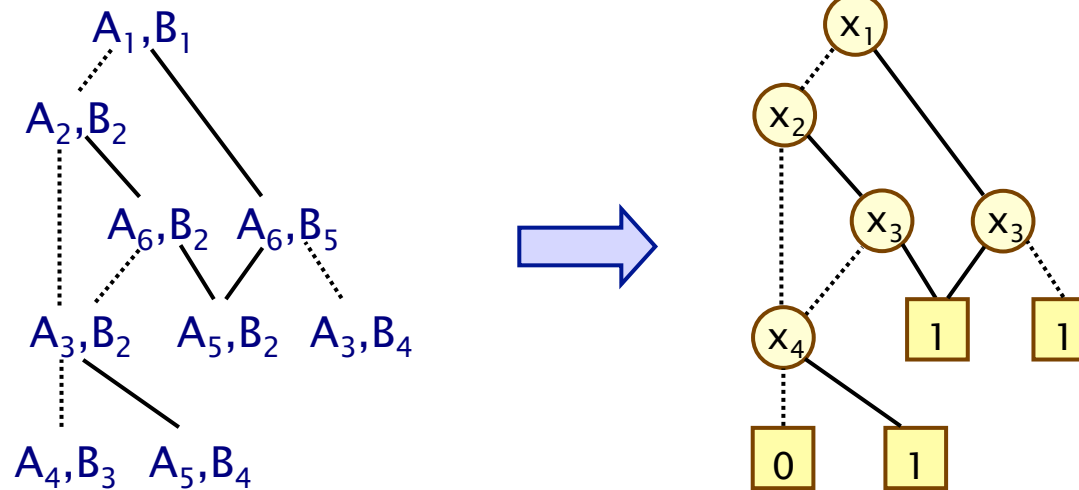 A₁,B₁ x₁
A₂,B₂ x₂
A₆,B₂ A₆,B₅ x₃ x₃
A₃,B₂ A₅,B₂ A₃,B₄ x₄ 1 1
A₄,B₃ A₅,B₄ 0 1